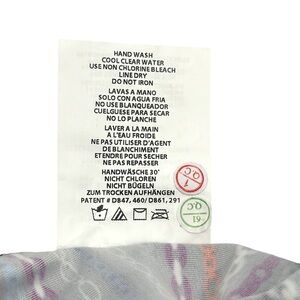 HAND WASH
COOL CLEAR WATER
USE NON CHLORINE BLEACH
LINE DRY
DO NOT IRON
LAVAS A MANO
SOLO CON AGUA FRIA
NO USE BLANQUEADOR
CUELGUESE PARA SECAR
NO LO PLANCHE
LAVER A LA MAIN
A L'EAU FROIDE
NE PAS UTILISER D'AGENT
DE BLANCHIMENT
ETENDRE POUR SECHER
NE PAS REPASSER
HANDWÄSCHE 30°
NICHT CHLOREN
NICHT BÜGELN
ZUM TROCKEN AUFHÄNGEN
PATENT # D847, 460/ D861, 291
1
QC
QC